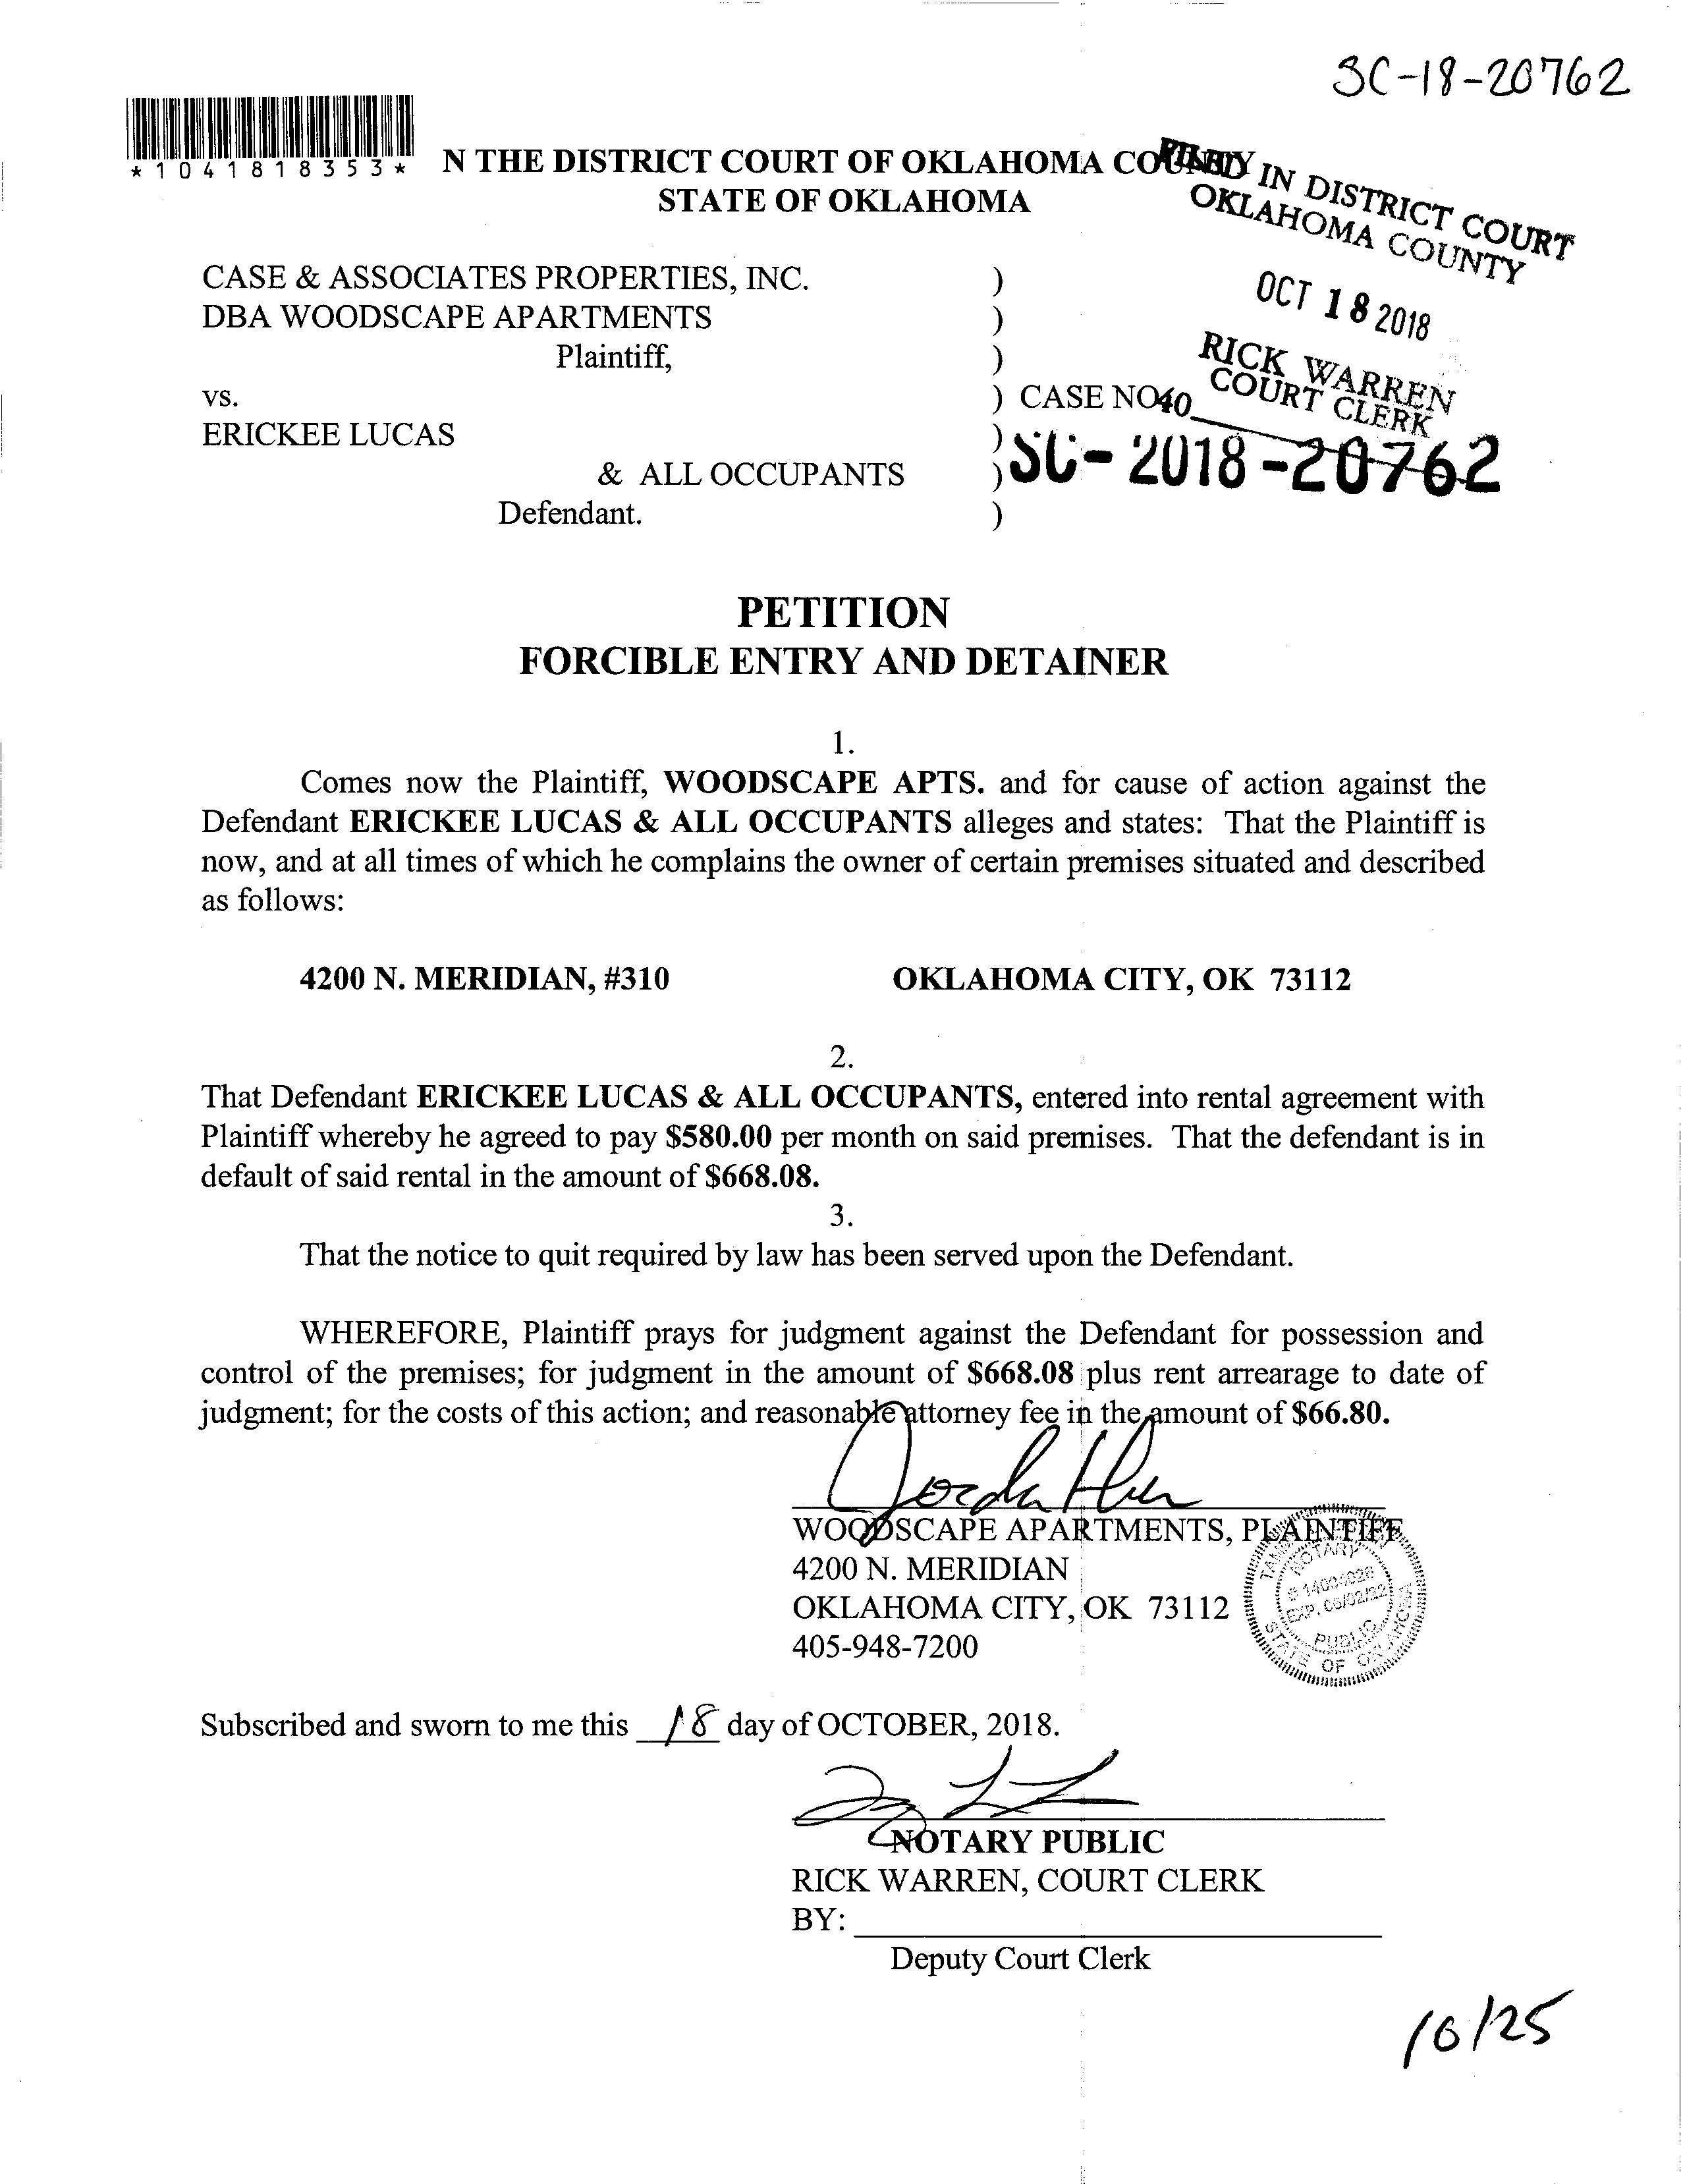 SC-18-20762
*1041818353*
N THE DISTRICT COURT OF OKLAHOMA COUNTY
STATE OF OKLAHOMA
FILED IN DISTRICT COURT
OKLAHOMA COUNTY
OCT 18 2018
RICK WARREN
COURT CLERK
40
CASE & ASSOCIATES PROPERTIES, INC. )
DBA WOODSCAPE APARTMENTS )
Plaintiff, )
vs. ) CASE NO
ERICKEE LUCAS )
& ALL OCCUPANTS ) SC-2018-20762
Defendant. )
PETITION
FORCIBLE ENTRY AND DETAINER
1.
Comes now the Plaintiff, WOODSCAPE APTS. and for cause of action against the
Defendant ERICKEE LUCAS & ALL OCCUPANTS alleges and states: That the Plaintiff is
now, and at all times of which he complains the owner of certain premises situated and described
as follows:
4200 N. MERIDIAN, #310 OKLAHOMA CITY, OK 73112
2.
That Defendant ERICKEE LUCAS & ALL OCCUPANTS, entered into rental agreement with
Plaintiff whereby he agreed to pay $580.00 per month on said premises. That the defendant is in
default of said rental in the amount of $668.08.
3.
That the notice to quit required by law has been served upon the Defendant.
WHEREFORE, Plaintiff prays for judgment against the Defendant for possession and
control of the premises; for judgment in the amount of $668.08 plus rent arrearage to date of
judgment; for the costs of this action; and reasonable attorney fee in the amount of $66.80.
WOODSCAPE APARTMENTS, PLAINTIFF
4200 N. MERIDIAN
OKLAHOMA CITY, OK 73112
405-948-7200
NOTARY
EXP. 06/02/22
PUBLIC
STATE OF OKLAHOMA
Subscribed and sworn to me this 18 day of OCTOBER, 2018.
NOTARY PUBLIC
RICK WARREN, COURT CLERK
BY:
Deputy Court Clerk
10/25